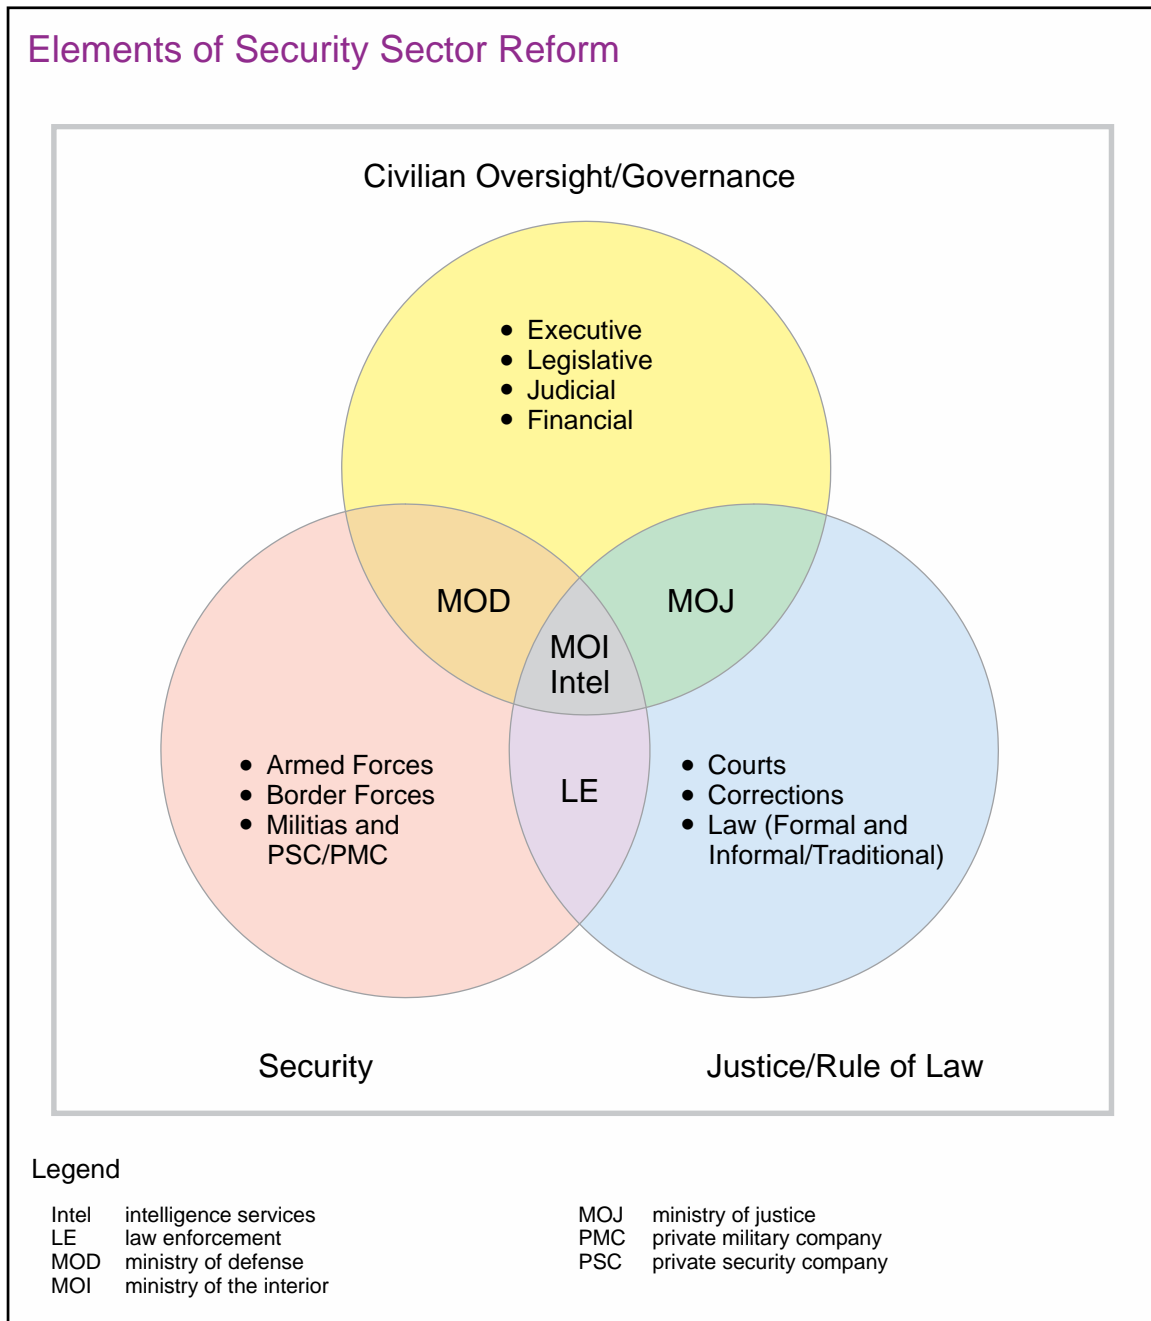 Elements of Security Sector Reform
Civilian Oversight/Governance
• Executive
• Legislative
• Judicial
• Financial
MOD
MOJ
MOI
Intel
LE
• Armed Forces
• Border Forces
• Militias and
PSC/PMC
• Courts
• Corrections
• Law (Formal and
Informal/Traditional)
Security
Justice/Rule of Law
Legend
Intel intelligence services
LE law enforcement
MOD ministry of defense
MOI ministry of the interior
MOJ ministry of justice
PMC private military company
PSC private security company